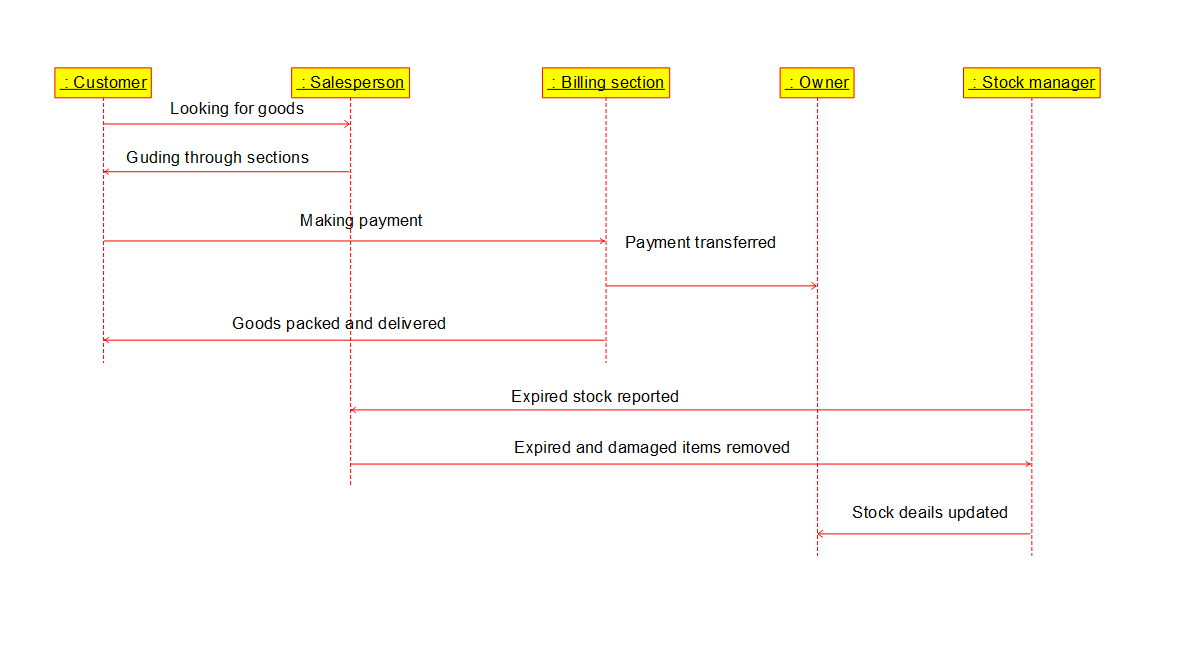 : Customer
: Salesperson
: Billing section
: Owner
: Stock manager
Looking for goods
Guding through sections
Making payment
Payment transferred
Goods packed and delivered
Expired stock reported
Expired and damaged items removed
Stock deails updated